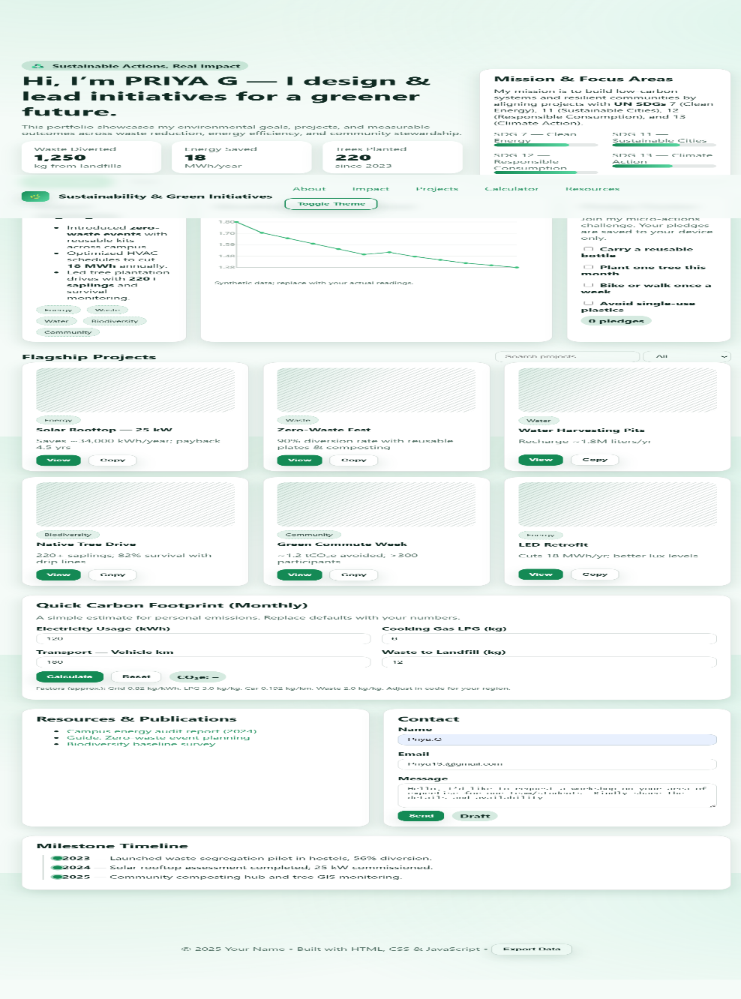 Sustainable Actions, Real Impact
Hi, I'm PRIYA G — I design &
lead initiatives for a greener
future.
This portfolio showcases my environmental goals, projects, and measurable
outcomes across waste reduction, energy efficiency, and community stewardship.
Waste Diverted
1,250
kg from landfills
Energy Saved
18
MWh/year
Trees Planted
220
since 2023
Mission & Focus Areas
My mission is to build low-carbon
systems and resilient communities by
aligning projects with UN SDGs 7 (Clean
Energy), 11 (Sustainable Cities), 12
(Responsible Consumption), and 13
(Climate Action).
SDG 7 — Clean
Energy
SDG 11 —
Sustainable Cities
SDG 12 —
Responsible
Consumption
SDG 13 — Climate
Action
Sustainability & Green Initiatives
About
Impact
Projects
Calculator
Resources
Toggle Theme
Introduced zero-
waste events with
reusable kits
across campus.
Optimized HVAC
schedules to cut
18 MWh annually.
Led tree plantation
drives with 220+
saplings and
survival
monitoring.
Energy
Waste
Water
Biodiversity
Community
1.80
1.70
1.59
1.48
1.38
Synthetic data; replace with your actual readings.
Join my micro-actions
challenge. Your pledges
are saved to your device
only.
Carry a reusable
bottle
Plant one tree this
month
Bike or walk once a
week
Avoid single-use
plastics
0 pledges
Flagship Projects
Search projects
All
Energy
Solar Rooftop — 25 kW
Saves ~34,000 kWh/year; payback
4.5 yrs
View
Copy
Waste
Zero-Waste Fest
90% diversion rate with reusable
plates & composting
View
Copy
Water
Water Harvesting Pits
Recharge ~1.8M liters/yr
View
Copy
Biodiversity
Native Tree Drive
220+ saplings, 82% survival with
drip lines
View
Copy
Community
Green Commute Week
~1.2 tCO₂e avoided; >300
participants
View
Copy
Energy
LED Retrofit
Cuts 18 MWh/yr; better lux levels
View
Copy
Quick Carbon Footprint (Monthly)
A simple estimate for personal emissions. Replace defaults with your numbers.
Electricity Usage (kWh)
120
Cooking Gas LPG (kg)
Transport — Vehicle km
180
Waste to Landfill (kg)
12
Calculate
Reset
CO₂e: –
Factors (approx.): Grid 0.82 kg/kWh, LPG 3.0 kg/kg, Car 0.192 kg/km, Waste 2.0 kg/kg. Adjust in code for your region.
Resources & Publications
Campus energy audit report (2024)
Guide: Zero-waste event planning
Biodiversity baseline survey
Contact
Name
Priya.G
Email
Priya13.@gmail.com
Message
Hello, I'd like to request a workshop on your area of
expertise for our team/students. Kindly share the
details and availability
Send
Draft
Milestone Timeline
2023 — Launched waste segregation pilot in hostels, 56% diversion.
2024 — Solar rooftop assessment completed, 25 kW commissioned.
2025 — Community composting hub and tree GIS monitoring.
© 2025 Your Name • Built with HTML, CSS & JavaScript •
Export Data